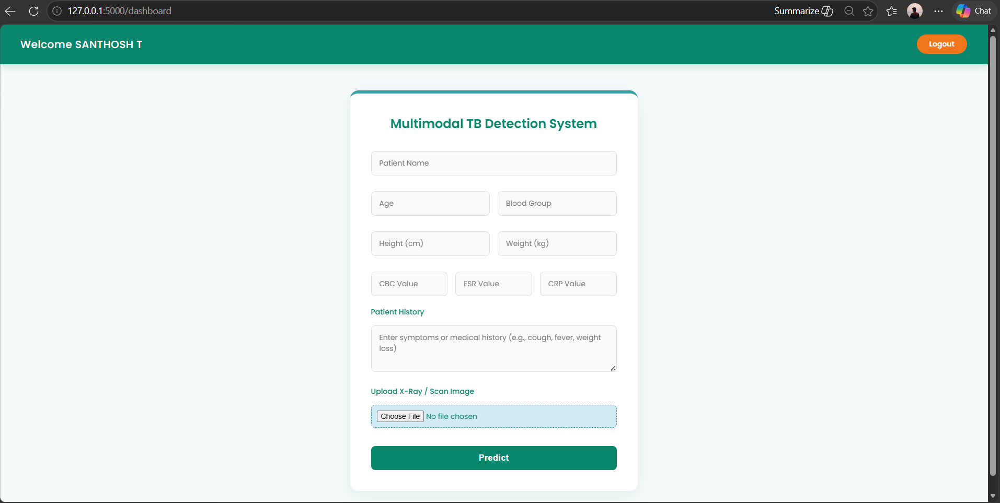 127.0.0.1:5000/dashboard
Summarize
Chat
Welcome SANTHOSH T
Logout
Multimodal TB Detection System
Patient Name
Age
Blood Group
Height (cm)
Weight (kg)
CBC Value
ESR Value
CRP Value
Patient History
Enter symptoms or medical history (e.g., cough, fever, weight
loss)
Upload X-Ray / Scan Image
Choose File No file chosen
Predict